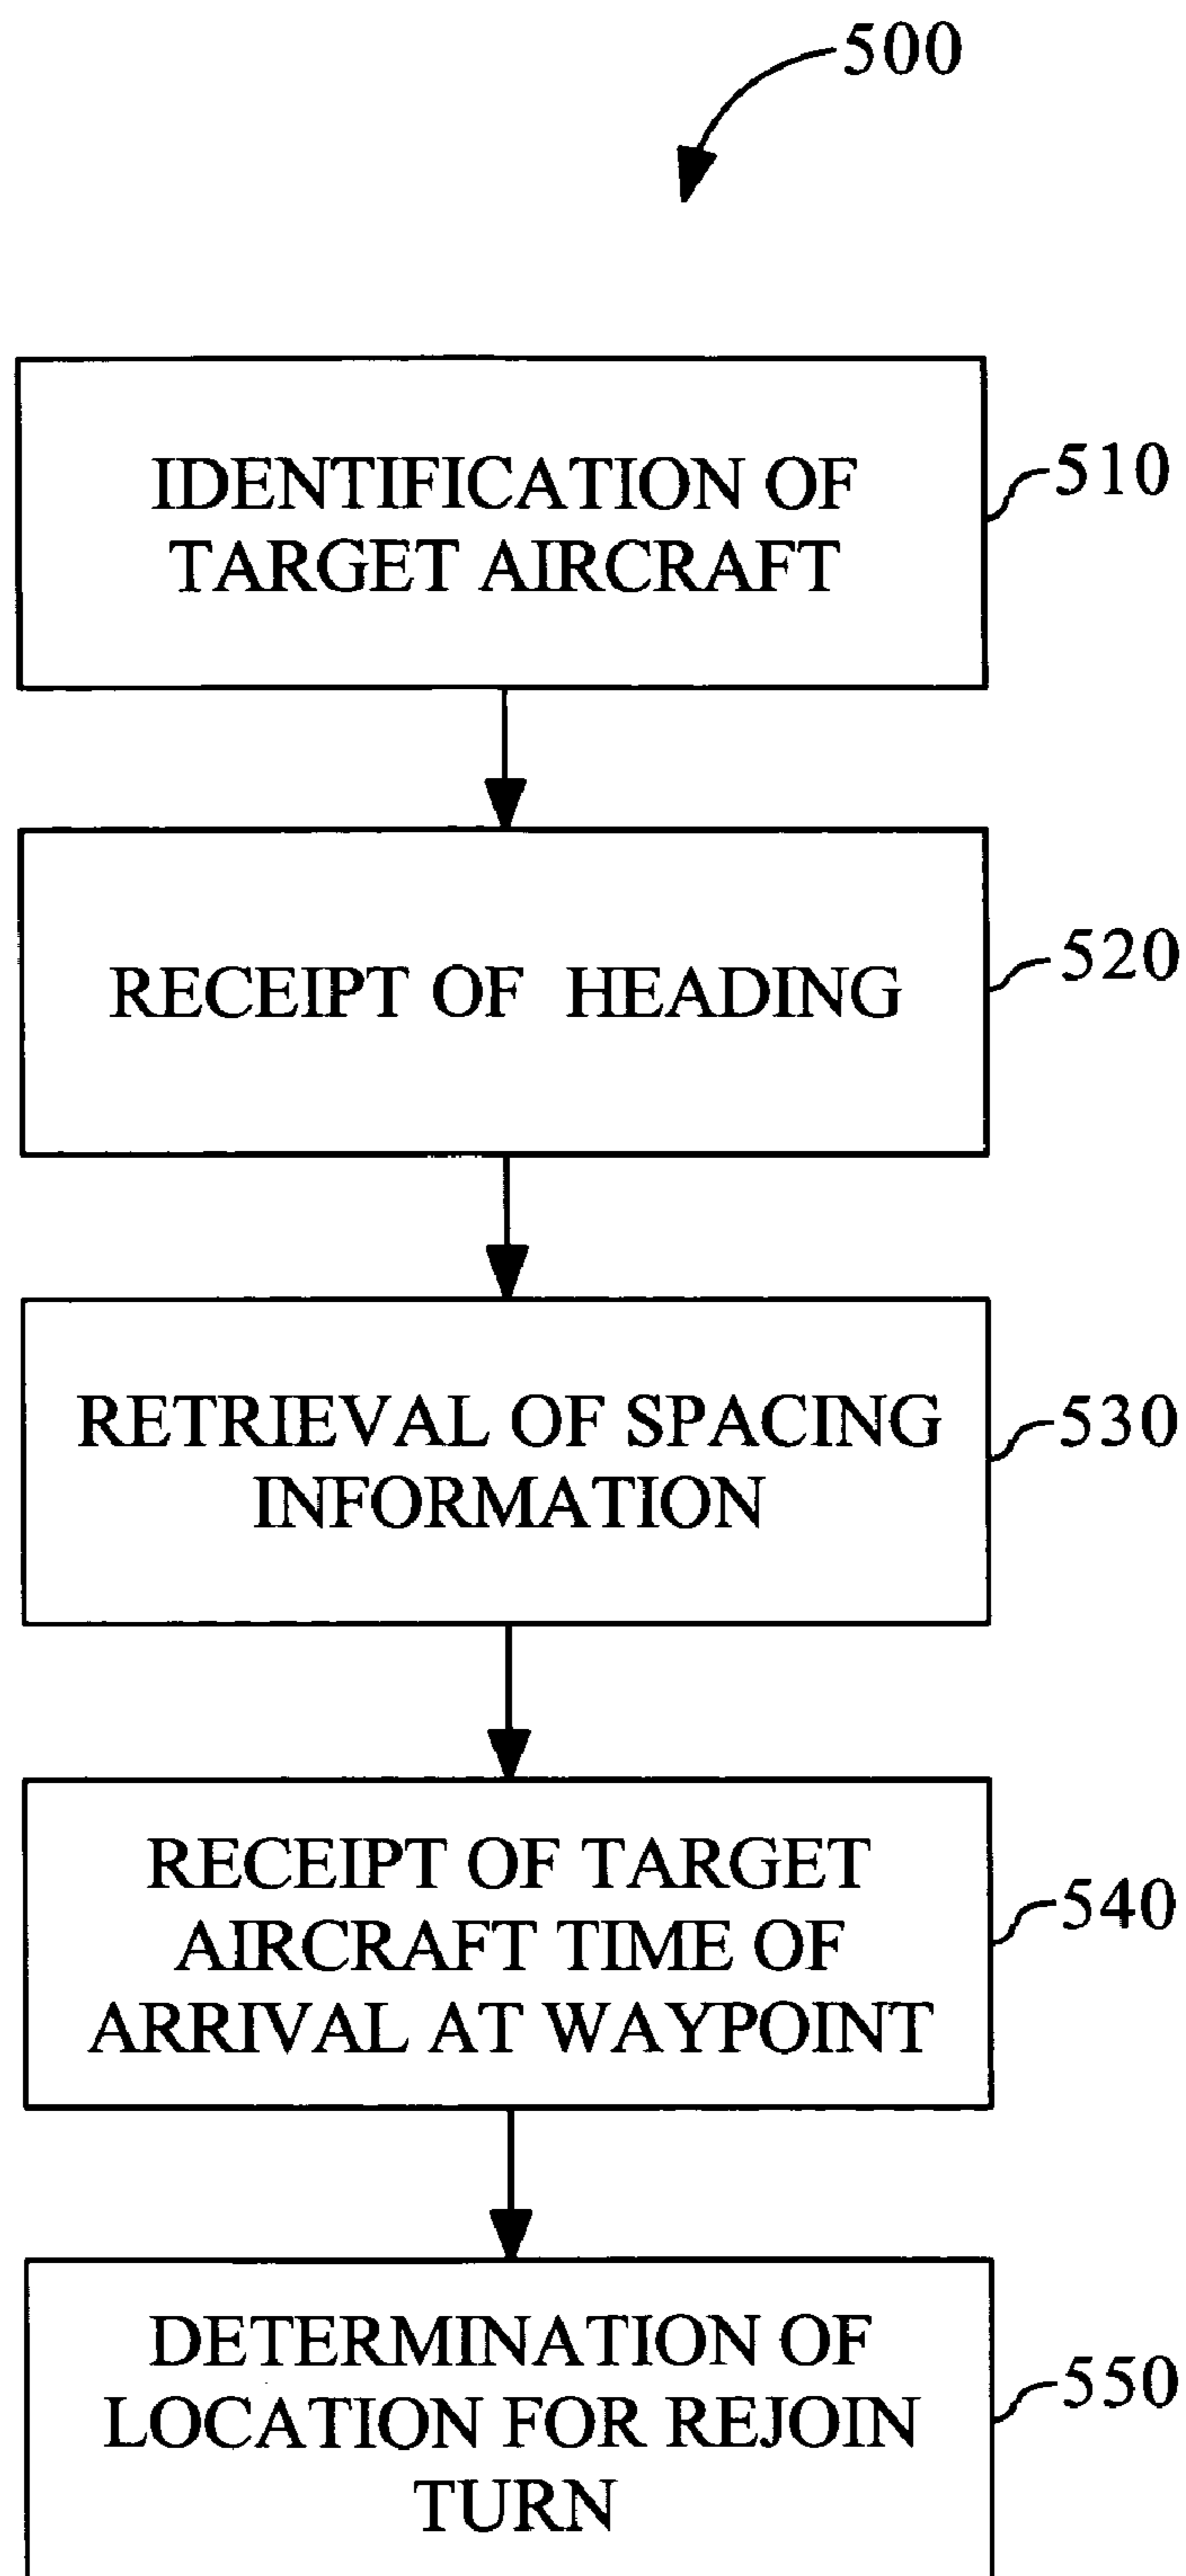 500
IDENTIFICATION OF
TARGET AIRCRAFT
510
RECEIPT OF HEADING
520
RETRIEVAL OF SPACING
INFORMATION
530
RECEIPT OF TARGET
AIRCRAFT TIME OF
ARRIVAL AT WAYPOINT
540
DETERMINATION OF
LOCATION FOR REJOIN
TURN
550